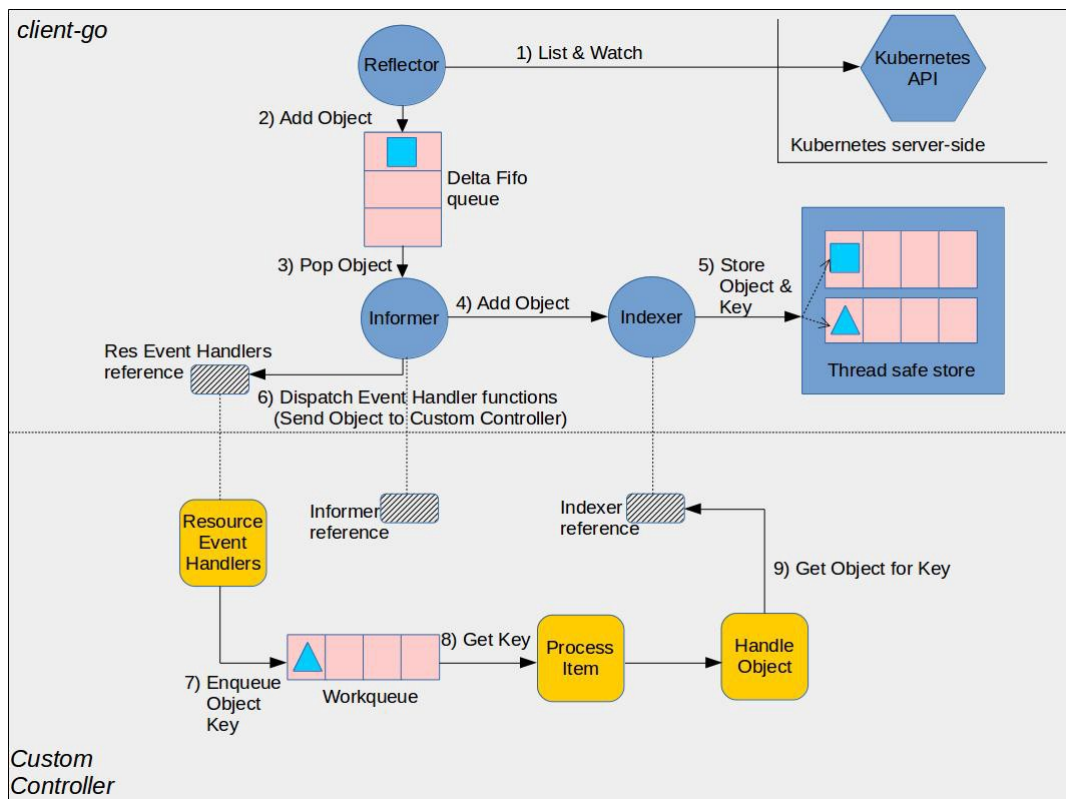 client-go
Reflector
1) List & Watch
Kubernetes
API
Kubernetes server-side
2) Add Object
Delta Fifo
queue
3) Pop Object
Informer
4) Add Object
Indexer
5) Store
Object &
Key
Thread safe store
Res Event Handlers
reference
6) Dispatch Event Handler functions
(Send Object to Custom Controller)
Resource
Event
Handlers
Informer
reference
Indexer
reference
9) Get Object for Key
7) Enqueue
Object
Key
Workqueue
8) Get Key
Process
Item
Handle
Object
Custom
Controller